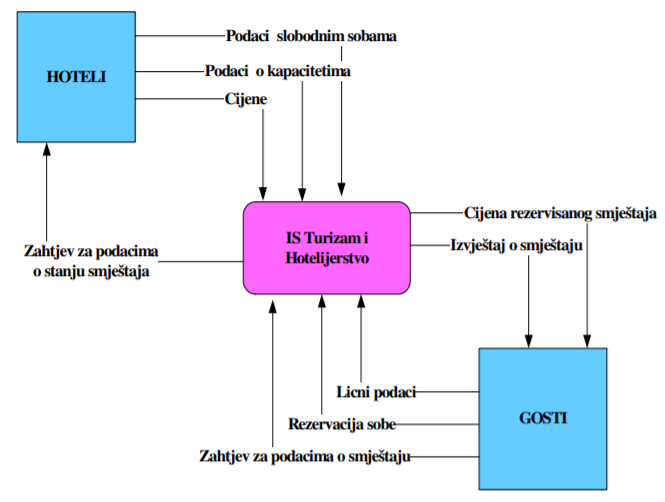 Podaci slobodnim sobama
HOTELI
Podaci o kapacitetima
Cijene
Cijena rezervisanog smještaja
IS Turizam i
Hotelijerstvo
Izvještaj o smještaju
Zahtjev za podacima
o stanju smještaja
Licni podaci
GOSTI
Rezervacija sobe
Zahtjev za podacima o smještaju